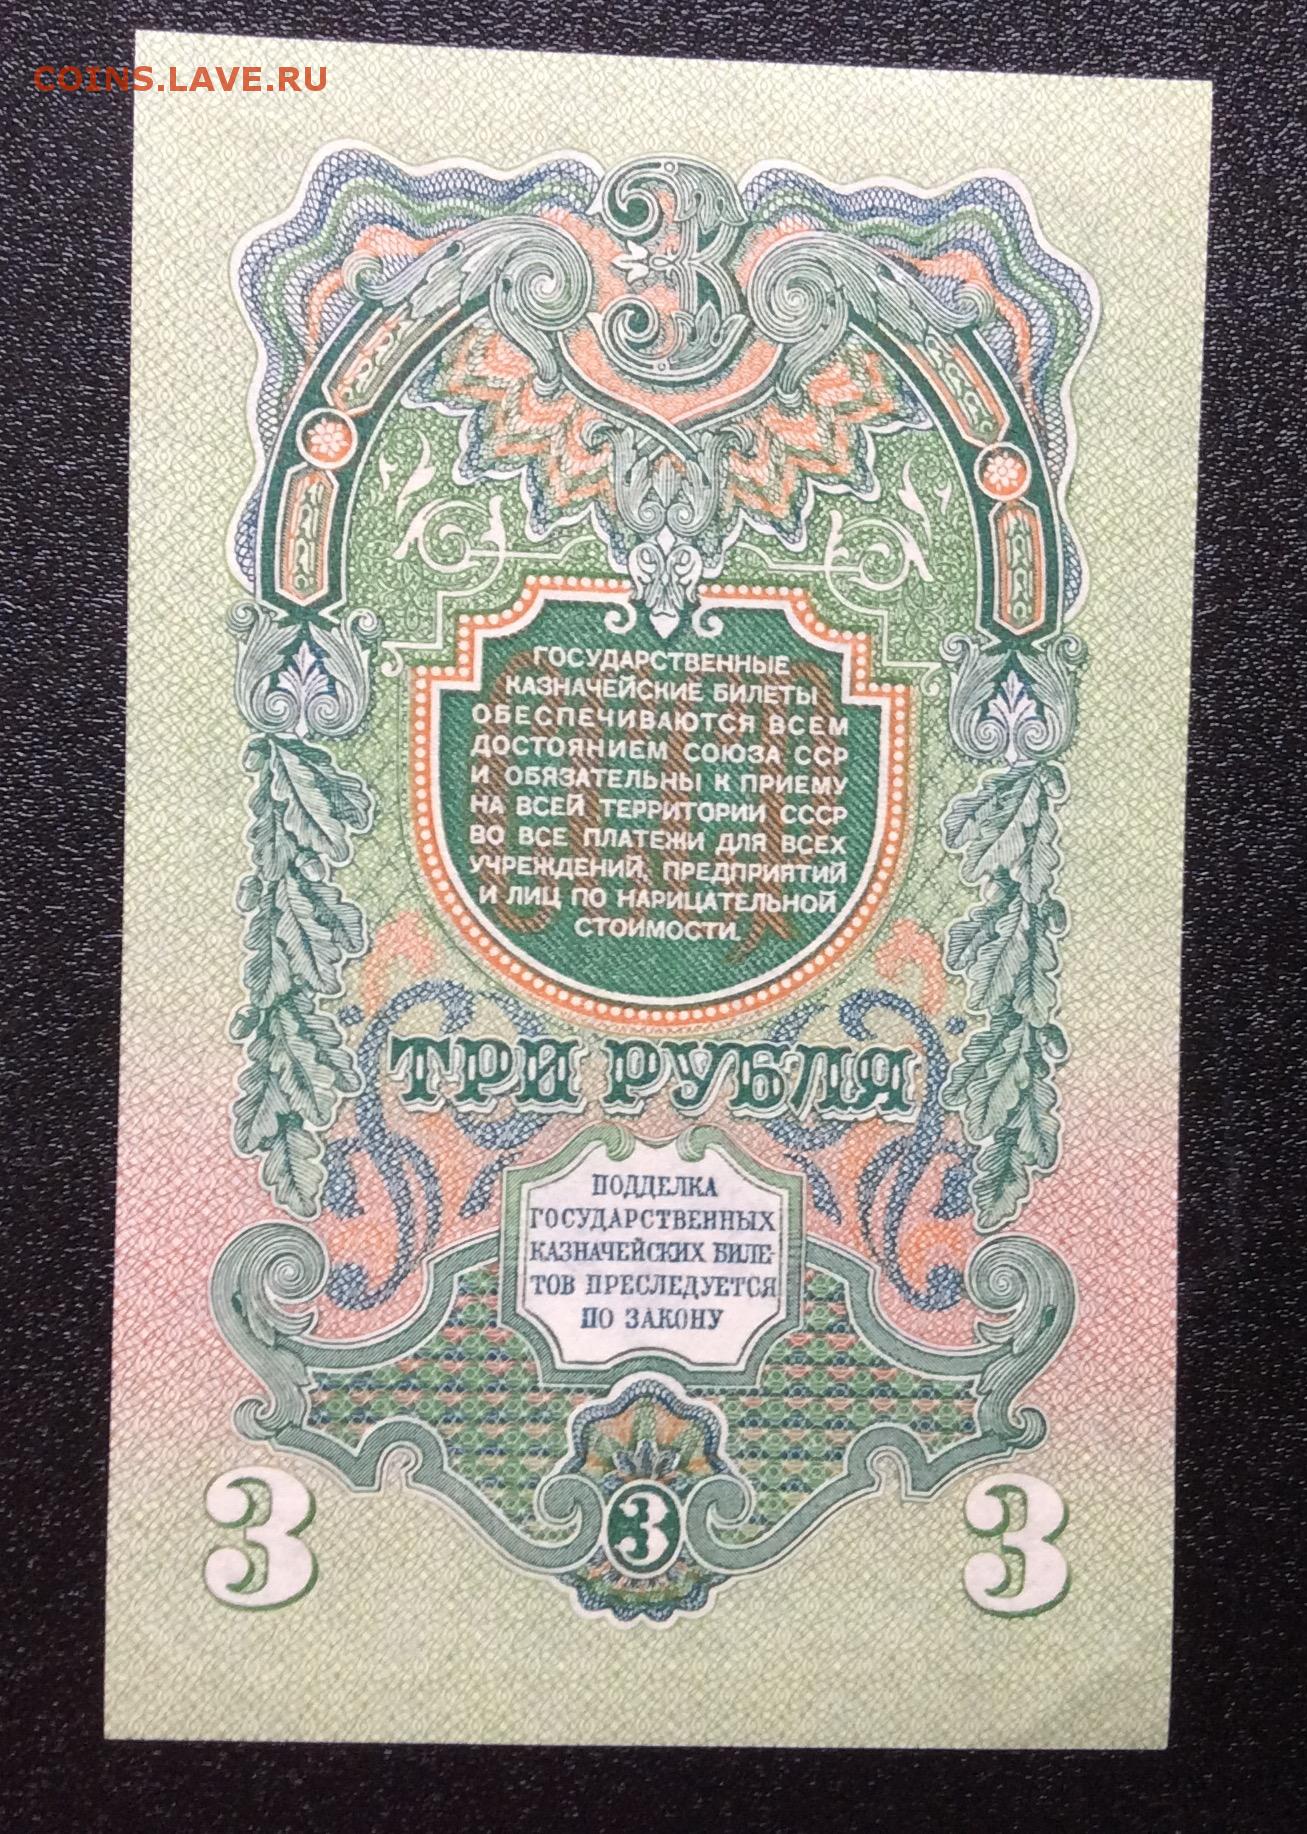 COINS.LAVE.RU
3
ГОСУДАРСТВЕННЫЕ
КАЗНАЧЕЙСКИЕ БИЛЕТЫ
ОБЕСПЕЧИВАЮТСЯ ВСЕМ
ДОСТОЯНИЕМ СОЮЗА ССР
И ОБЯЗАТЕЛЬНЫ К ПРИЕМУ
НА ВСЕЙ ТЕРРИТОРИИ СССР
ВО ВСЕ ПЛАТЕЖИ ДЛЯ ВСЕХ
УЧРЕЖДЕНИЙ, ПРЕДПРИЯТИЙ
И ЛИЦ ПО НАРИЦАТЕЛЬНОЙ
СТОИМОСТИ.
ТРИ РУБЛЯ
ПОДДЕЛКА
ГОСУДАРСТВЕННЫХ
КАЗНАЧЕЙСКИХ БИЛЕ-
ТОВ ПРЕСЛЕДУЕТСЯ
ПО ЗАКОНУ
3 3 3